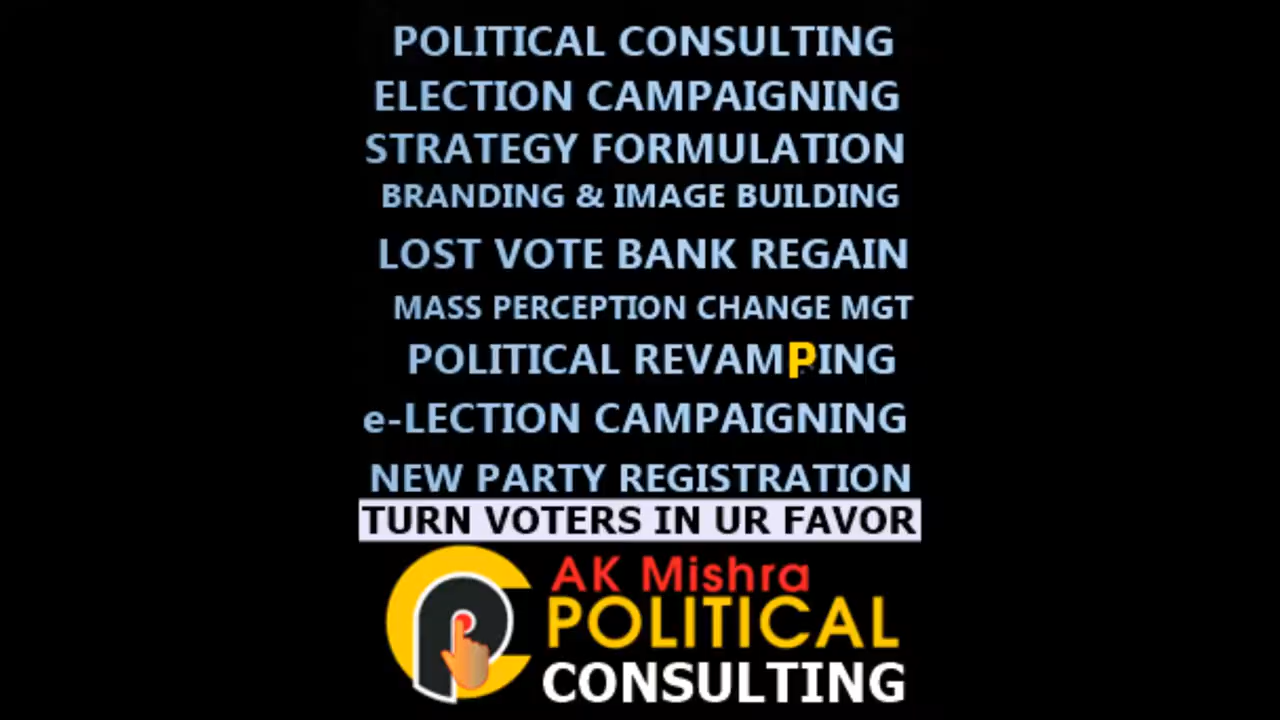 POLITICAL CONSULTING
ELECTION CAMPAIGNING
STRATEGY FORMULATION
BRANDING & IMAGE BUILDING
LOST VOTE BANK REGAIN
MASS PERCEPTION CHANGE MGT
POLITICAL REVAMPING
e-LECTION CAMPAIGNING
NEW PARTY REGISTRATION
TURN VOTERS IN UR FAVOR
AK Mishra
POLITICAL
CONSULTING